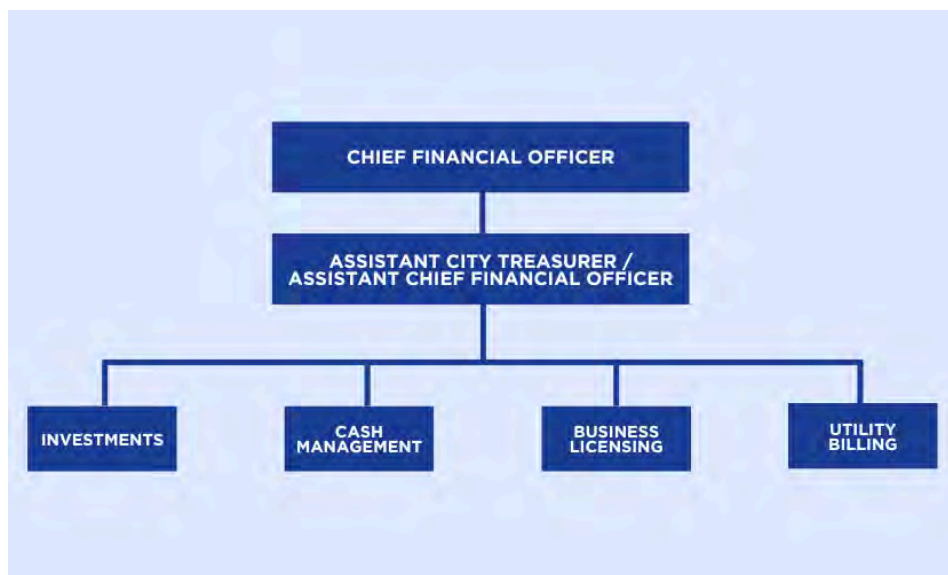 CHIEF FINANCIAL OFFICER
ASSISTANT CITY TREASURER /
ASSISTANT CHIEF FINANCIAL OFFICER
INVESTMENTS
CASH
MANAGEMENT
BUSINESS
LICENSING
UTILITY
BILLING